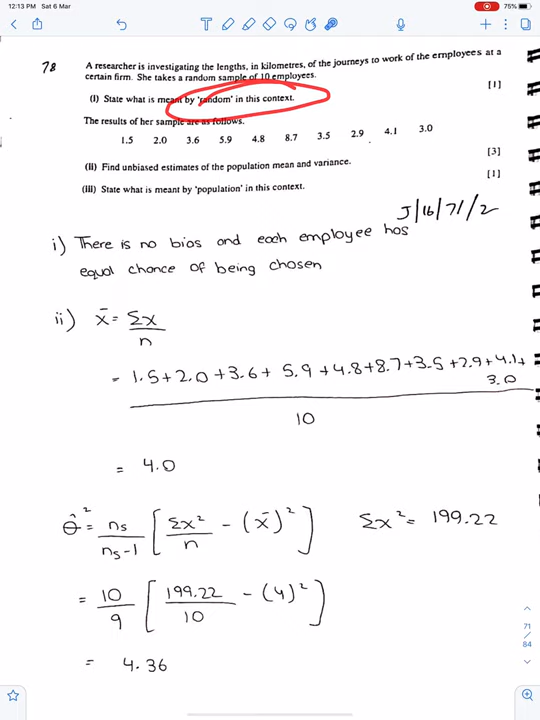 12:13 PM Sat 6 Mar
75%
78
A researcher is investigating the lengths, in kilometres, of the journeys to work of the employees at a
certain firm. She takes a random sample of 10 employees.
(i) State what is meant by 'random' in this context. [1]
The results of her sample are as follows.
1.5 2.0 3.6 5.9 4.8 8.7 3.5 2.9 4.1 3.0
(ii) Find unbiased estimates of the population mean and variance. [3]
(iii) State what is meant by 'population' in this context. [1]
J/16/71/2
i) There is no bias and each employee has
equal chance of being chosen
ii) x̄ = Σx
n
= 1.5+2.0+3.6+ 5.9+4.8+8.7+3.5+2.9+4.1+
3.0
10
= 4.0
σ̂² = ns/ns-1 [ Σx²/n - (x̄)² ] Σx² = 199.22
= 10/9 [ 199.22/10 - (4)² ]
= 4.36
71
/
84